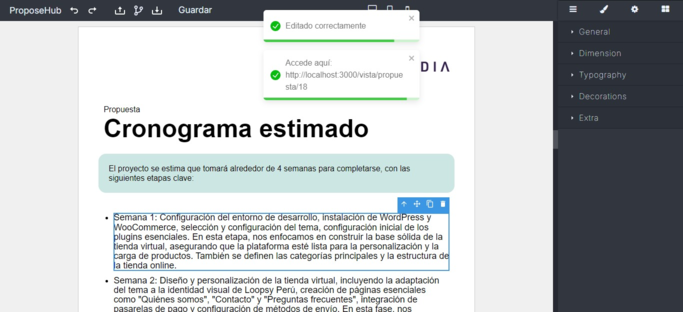 ProposeHub
Guardar
Editado correctamente
Accede aquí:
http://localhost:3000/vista/propue
sta/18
DIA
General
Dimension
Typography
Decorations
Extra
Propuesta
Cronograma estimado
El proyecto se estima que tomará alrededor de 4 semanas para completarse, con las
siguientes etapas clave:
• Semana 1: Configuración del entorno de desarrollo, instalación de WordPress y
WooCommerce, selección y configuración del tema, configuración inicial de los
plugins esenciales. En esta etapa, nos enfocamos en construir la base sólida de la
tienda virtual, asegurando que la plataforma esté lista para la personalización y la
carga de productos. También se definen las categorías principales y la estructura de
la tienda online.
• Semana 2: Diseño y personalización de la tienda virtual, incluyendo la adaptación
del tema a la identidad visual de Loopsy Perú, creación de páginas esenciales
como "Quiénes somos", "Contacto" y "Preguntas frecuentes", integración de
pasarelas de pago y configuración de métodos de envío. En esta fase, nos